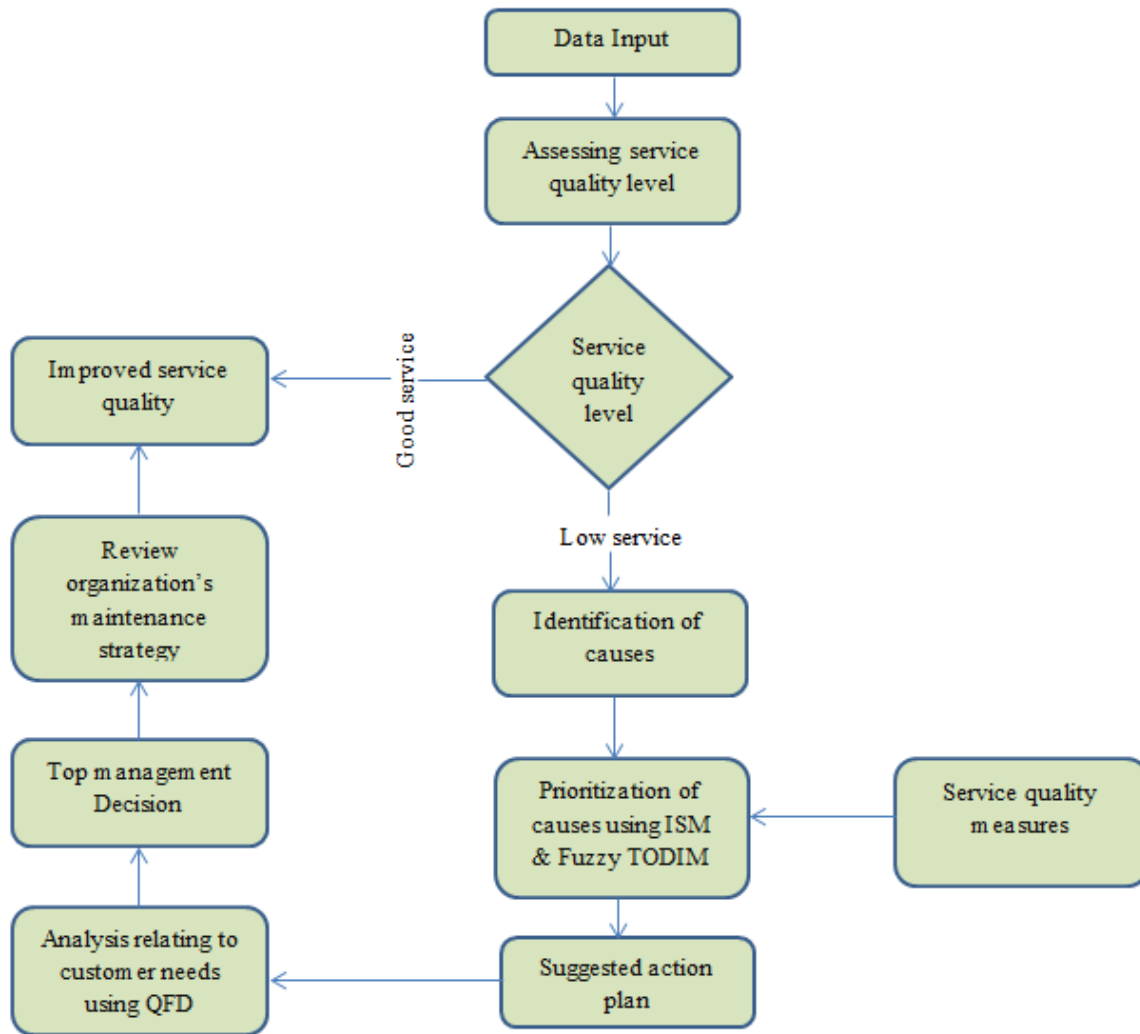 Data Input
Assessing service
quality level
Service
quality
level
Good service
Improved service
quality
Low service
Review
organization’s
maintenance
strategy
Identification of
causes
Top management
Decision
Prioritization of
causes using ISM
& Fuzzy TODIM
Service quality
measures
Analysis relating to
customer needs
using QFD
Suggested action
plan